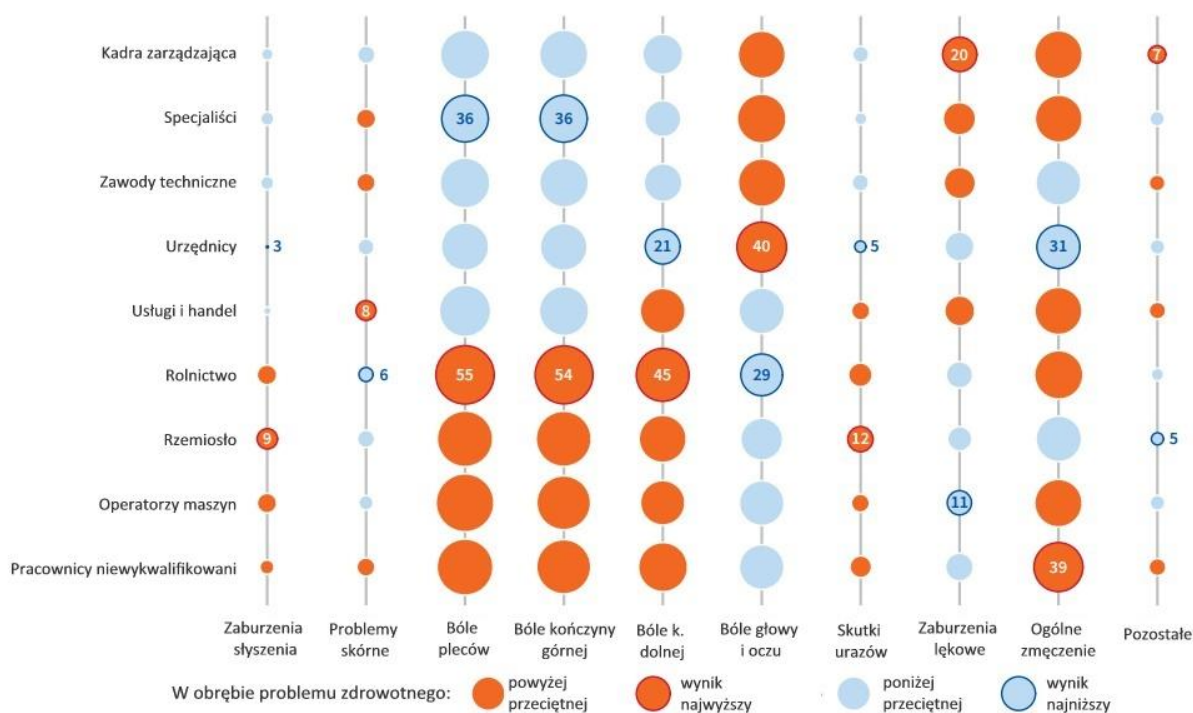 Kadra zarządzająca 20 7
Specjaliści 36 36
Zawody techniczne
Urzędnicy 3 21 40 5 31
Usługi i handel 8
Rolnictwo 6 55 54 45 29
Rzemiosło 9 12 5
Operatorzy maszyn 11
Pracownicy niewykwalifikowani 39
Zaburzenia słyszenia
Problemy skórne
Bóle pleców
Bóle kończyny górnej
Bóle k. dolnej
Bóle głowy i oczu
Skutki urazów
Zaburzenia lękowe
Ogólne zmęczenie
Pozostałe
W obrębie problemu zdrowotnego:
powyżej przeciętnej
wynik najwyższy
poniżej przeciętnej
wynik najniższy